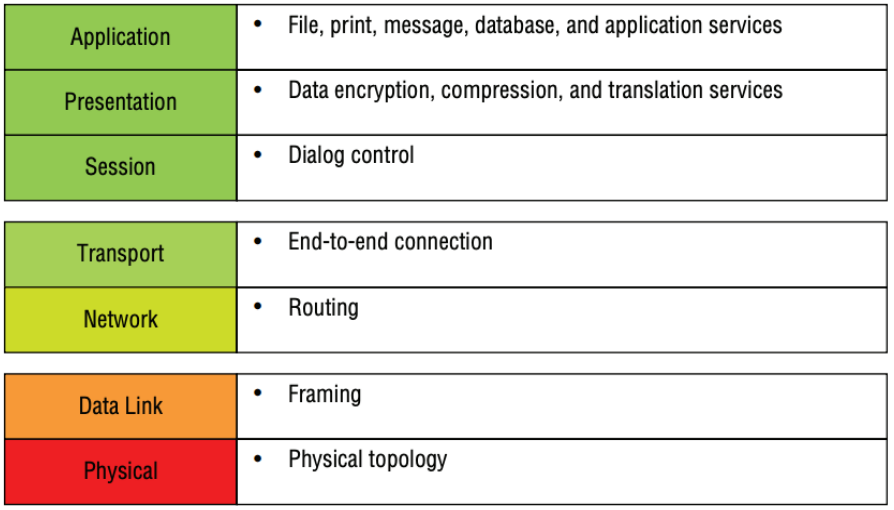 Application
• File, print, message, database, and application services
Presentation
• Data encryption, compression, and translation services
Session
• Dialog control
Transport
• End-to-end connection
Network
• Routing
Data Link
• Framing
Physical
• Physical topology